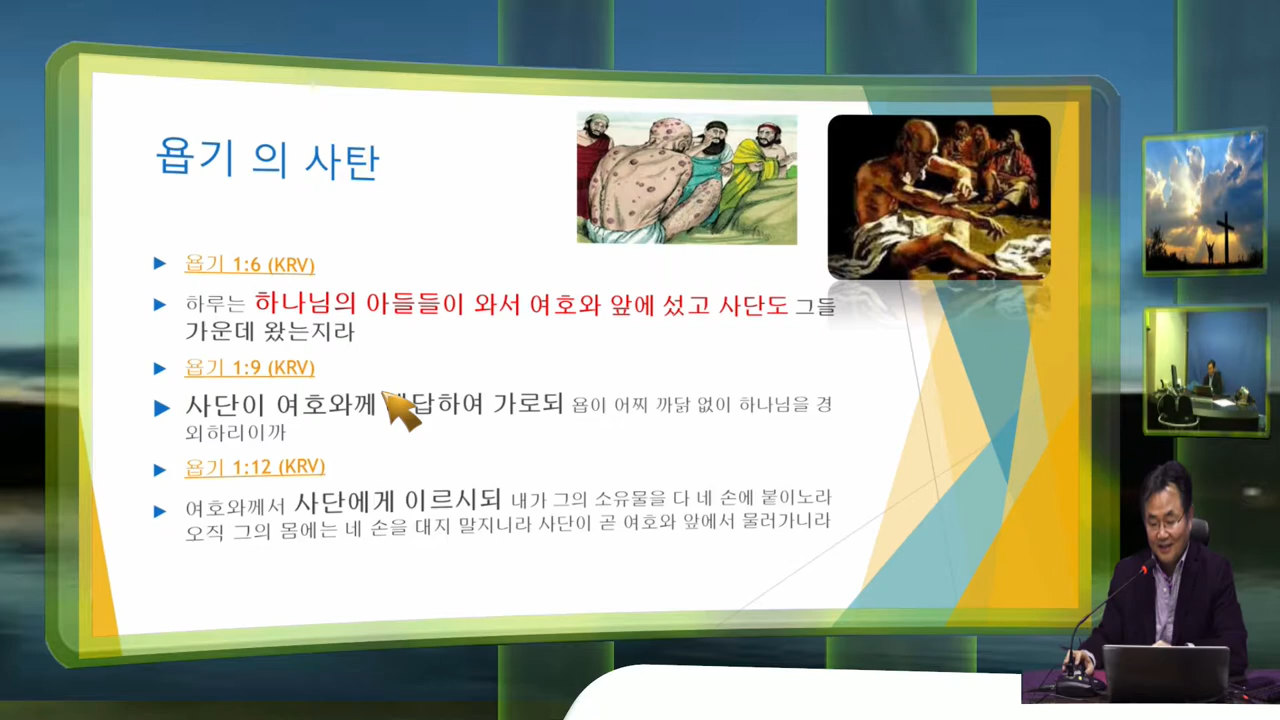 욥기 의 사탄
욥기 1:6 (KRV)
하루는 하나님의 아들들이 와서 여호와 앞에 섰고 사단도 그들
가운데 왔는지라
욥기 1:9 (KRV)
사단이 여호와께 답하여 가로되 욥이 어찌 까닭 없이 하나님을 경
외하리이까
욥기 1:12 (KRV)
여호와께서 사단에게 이르시되 내가 그의 소유물을 다 네 손에 붙이노라
오직 그의 몸에는 네 손을 대지 말지니라 사단이 곧 여호와 앞에서 물러가니라